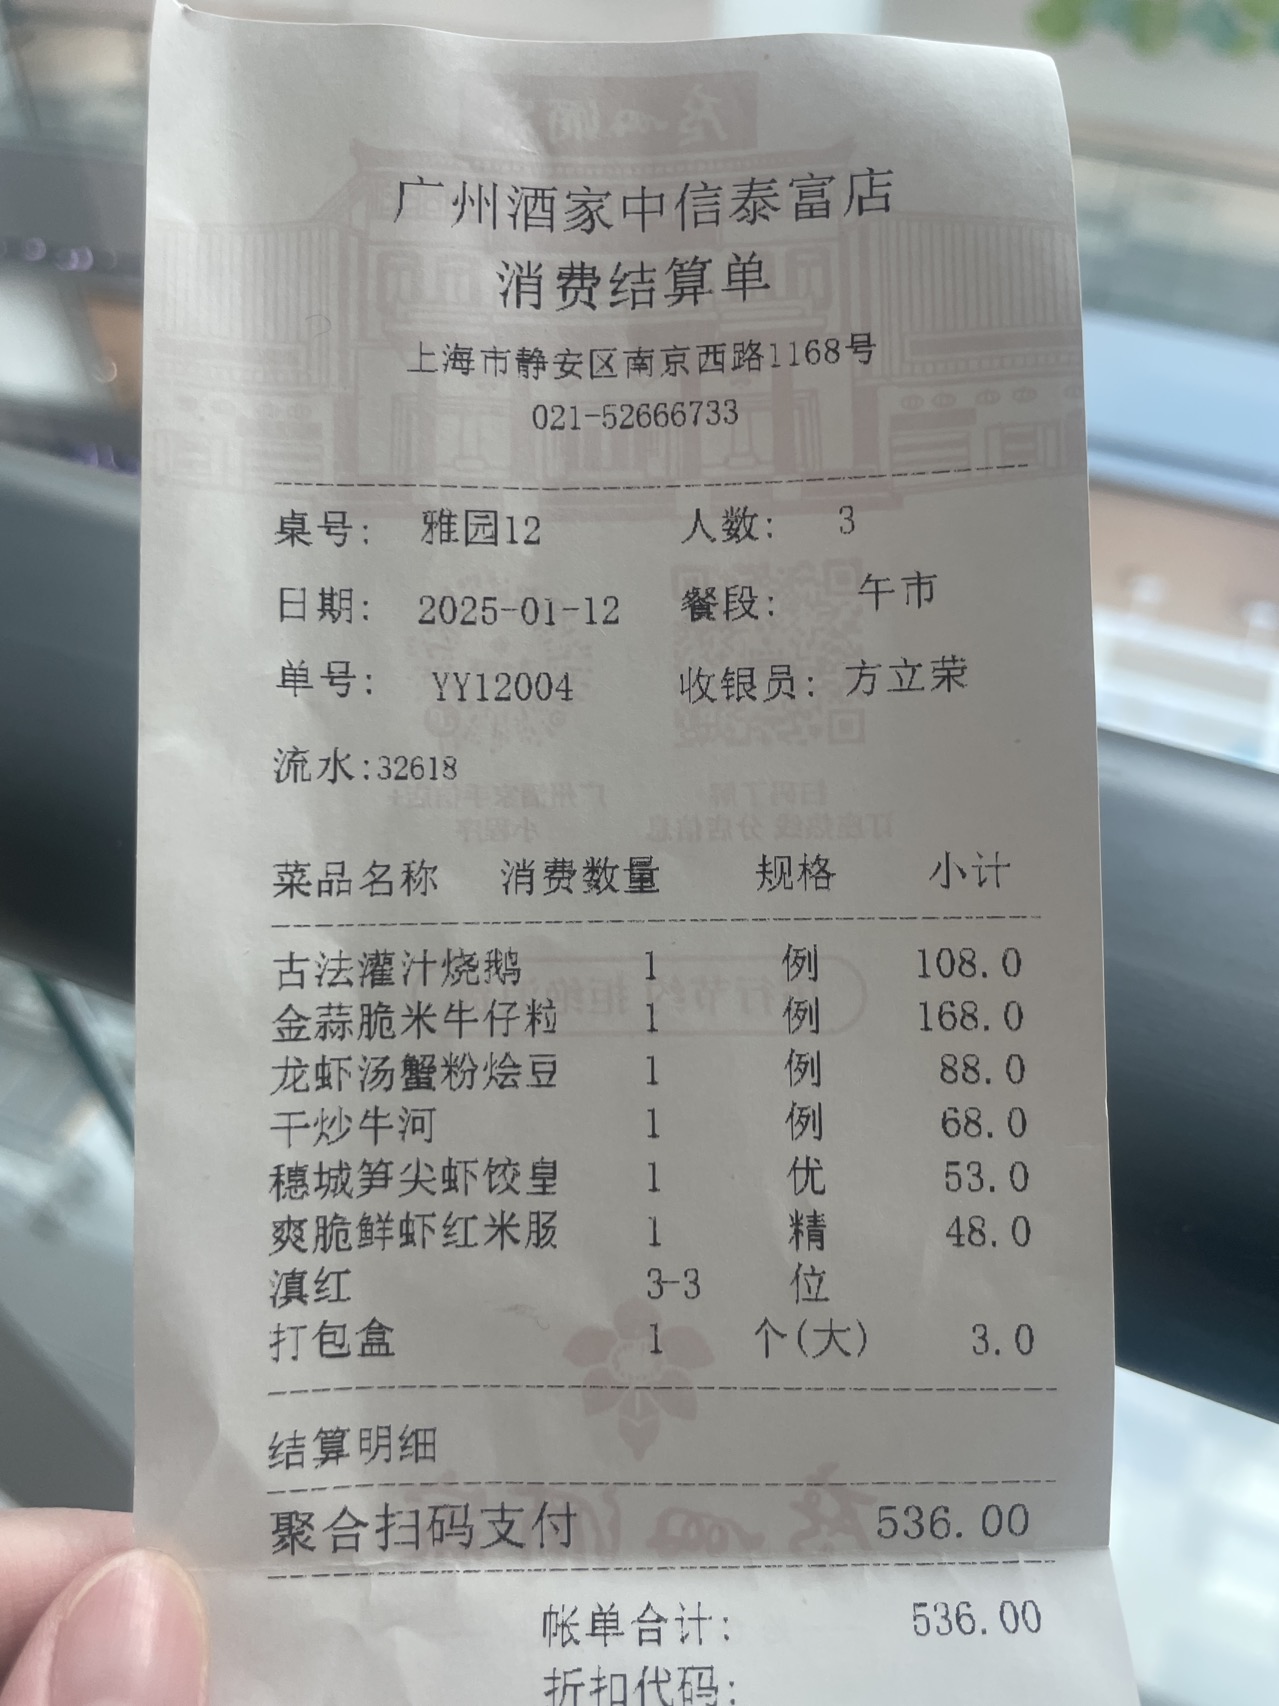 广州酒家中信泰富店
消费结算单
上海市静安区南京西路1168号
021-52666733
桌号: 雅园12 人数: 3
日期: 2025-01-12 餐段: 午市
单号: YY12004 收银员: 方立荣
流水:32618
菜品名称 消费数量 规格 小计
古法灌汁烧鹅 1 例 108.0
金蒜脆米牛仔粒 1 例 168.0
龙虾汤蟹粉烩豆 1 例 88.0
干炒牛河 1 例 68.0
穗城笋尖虾饺皇 1 优 53.0
爽脆鲜虾红米肠 1 精 48.0
滇红 3-3 位
打包盒 1 个(大) 3.0
结算明细
聚合扫码支付 536.00
帐单合计: 536.00
折扣代码: